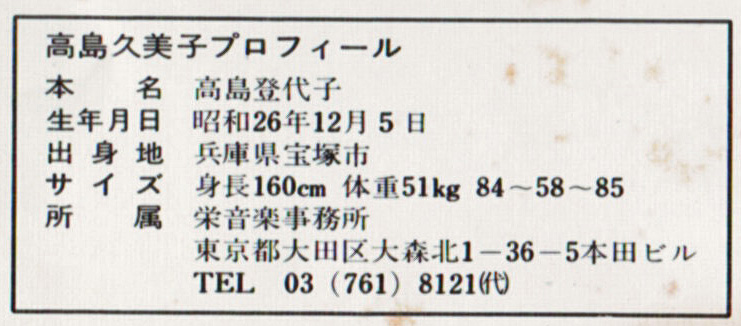 高島久美子プロフィール
本名 高島登代子
生年月日 昭和26年12月5日
出身地 兵庫県宝塚市
サイズ 身長160cm 体重51kg 84～58～85
所属 栄音楽事務所
東京都大田区大森北1－36－5本田ビル
TEL 03（761）8121㈹